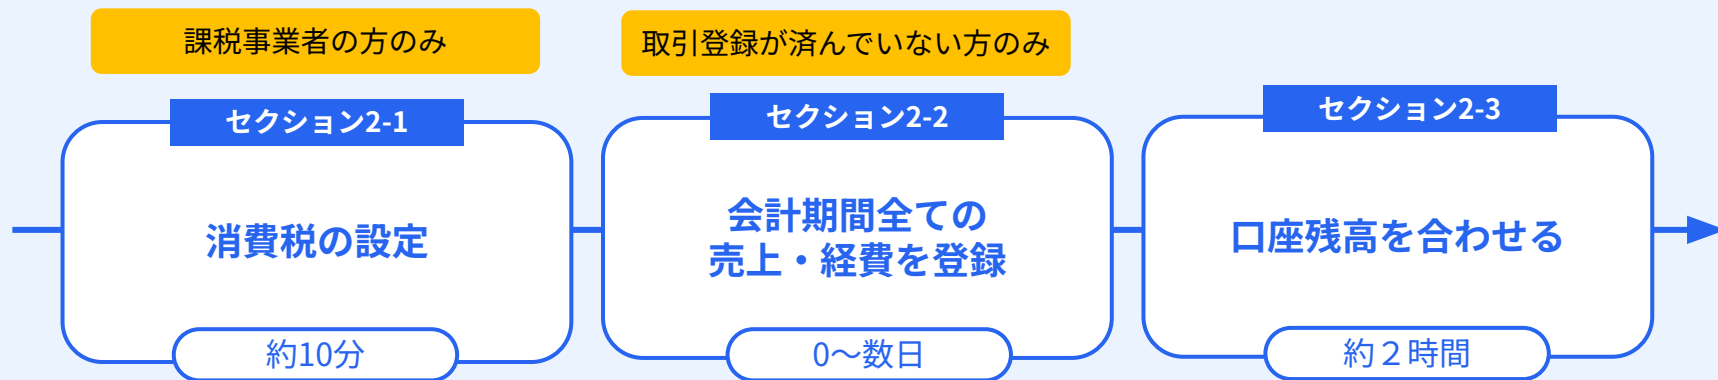 課税事業者の方のみ
取引登録が済んでいない方のみ
セクション2-1
消費税の設定
約10分
セクション2-2
会計期間全ての
売上・経費を登録
0〜数日
セクション2-3
口座残高を合わせる
約２時間